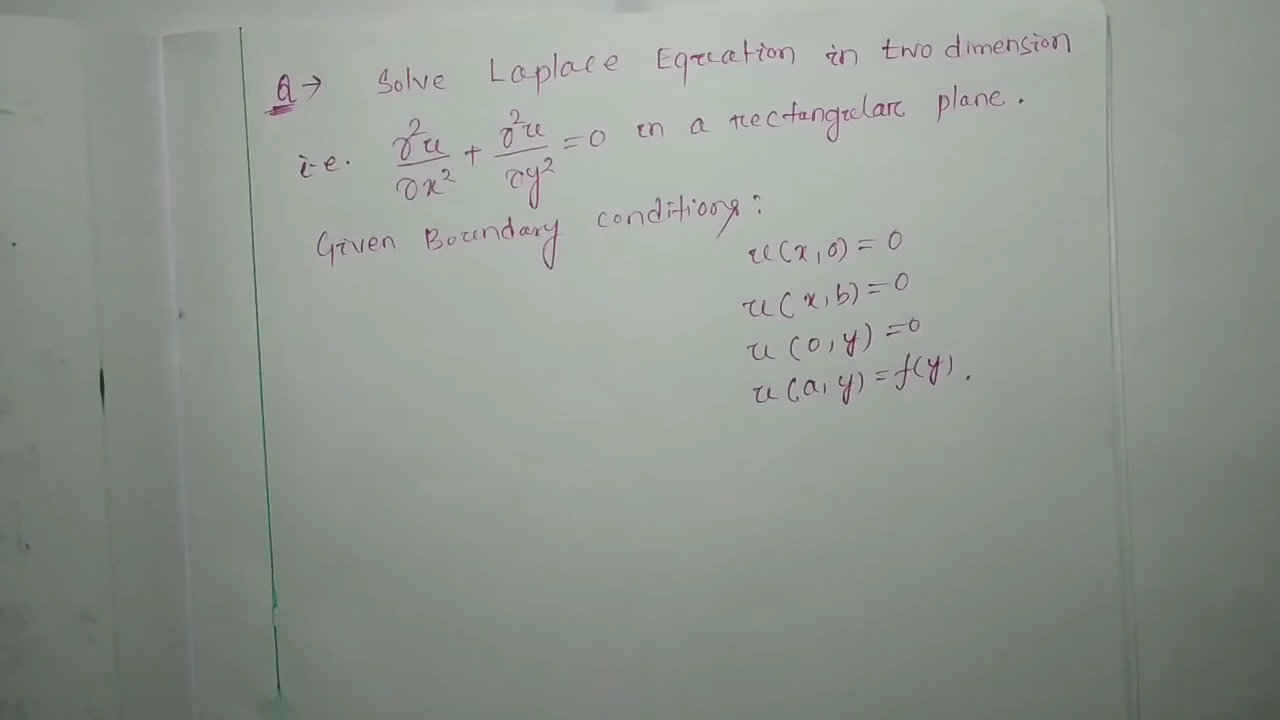 Q→ Solve Laplace Equation in two dimension
i.e. ∂²u/∂x² + ∂²u/∂y² = 0 in a rectangular plane.
Given Boundary conditions:
u(x,0) = 0
u(x,b) = 0
u(0,y) = 0
u(a,y) = f(y).